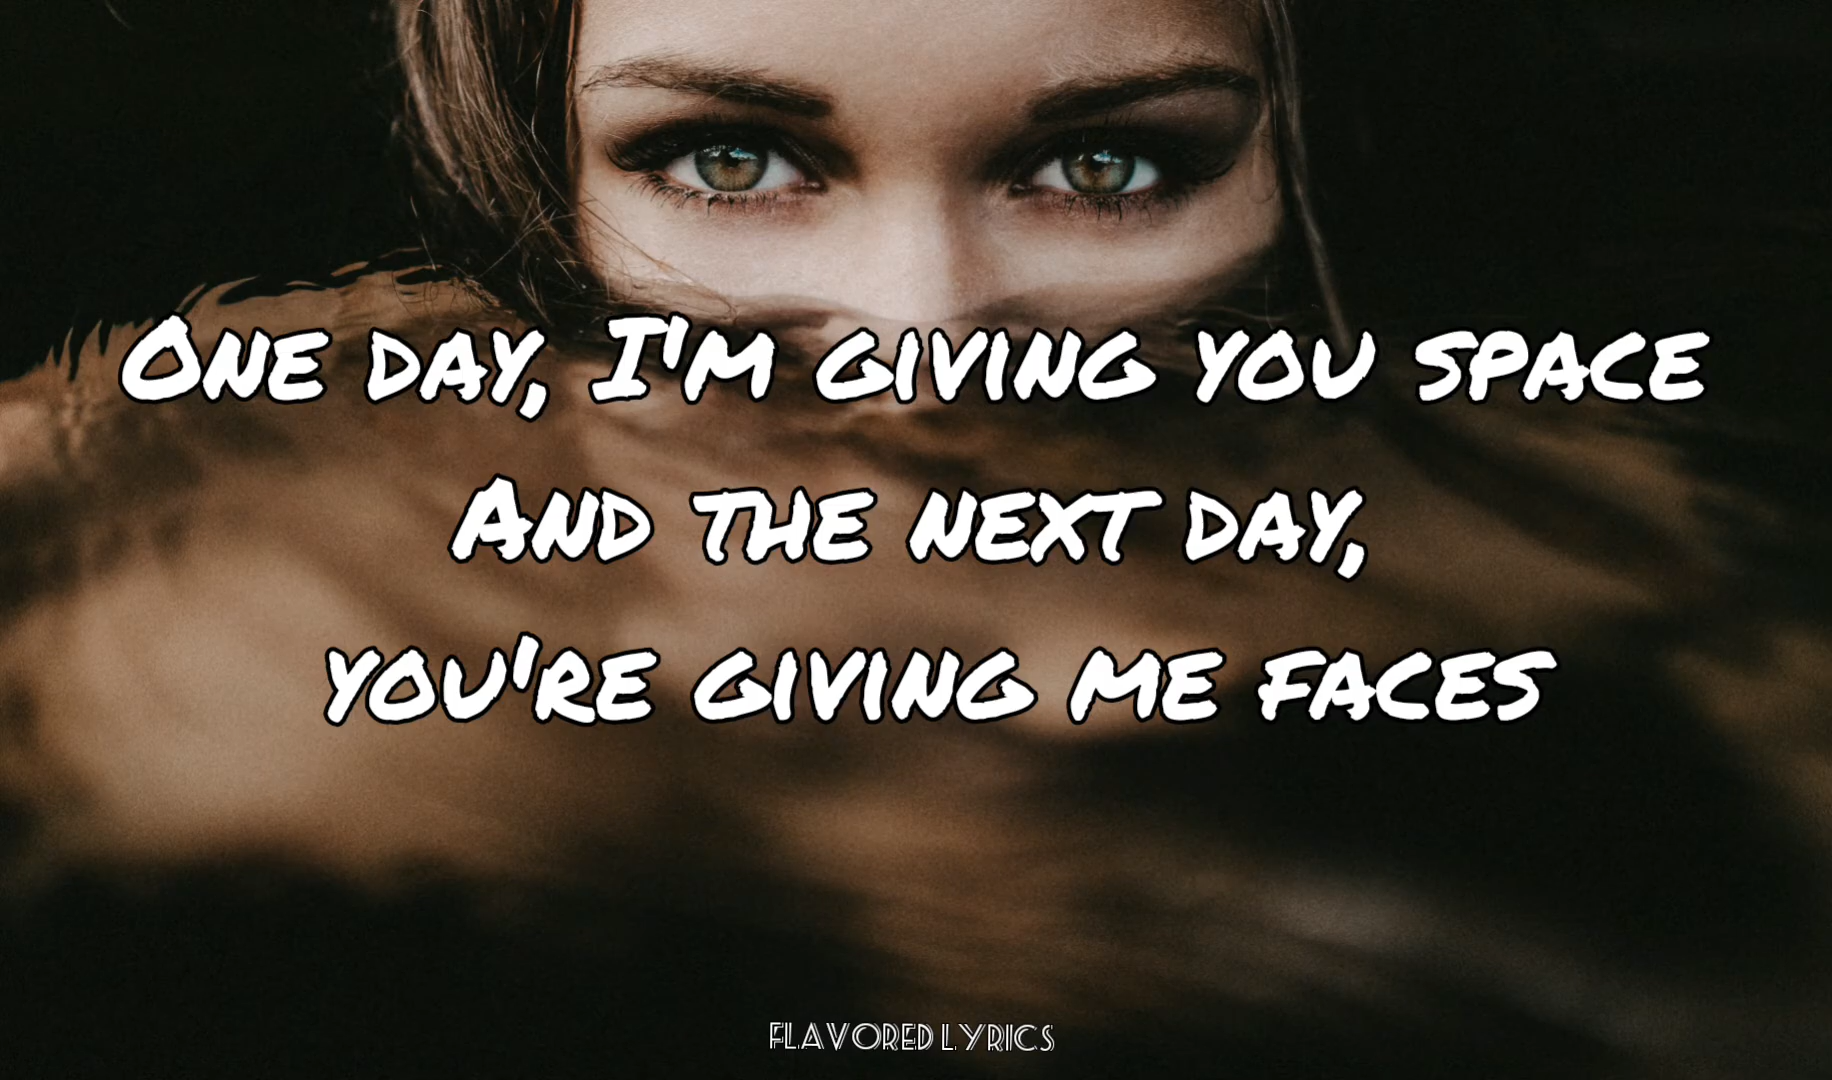 One day, I'm giving you space
And the next day,
you're giving me faces
FLAVORED LYRICS